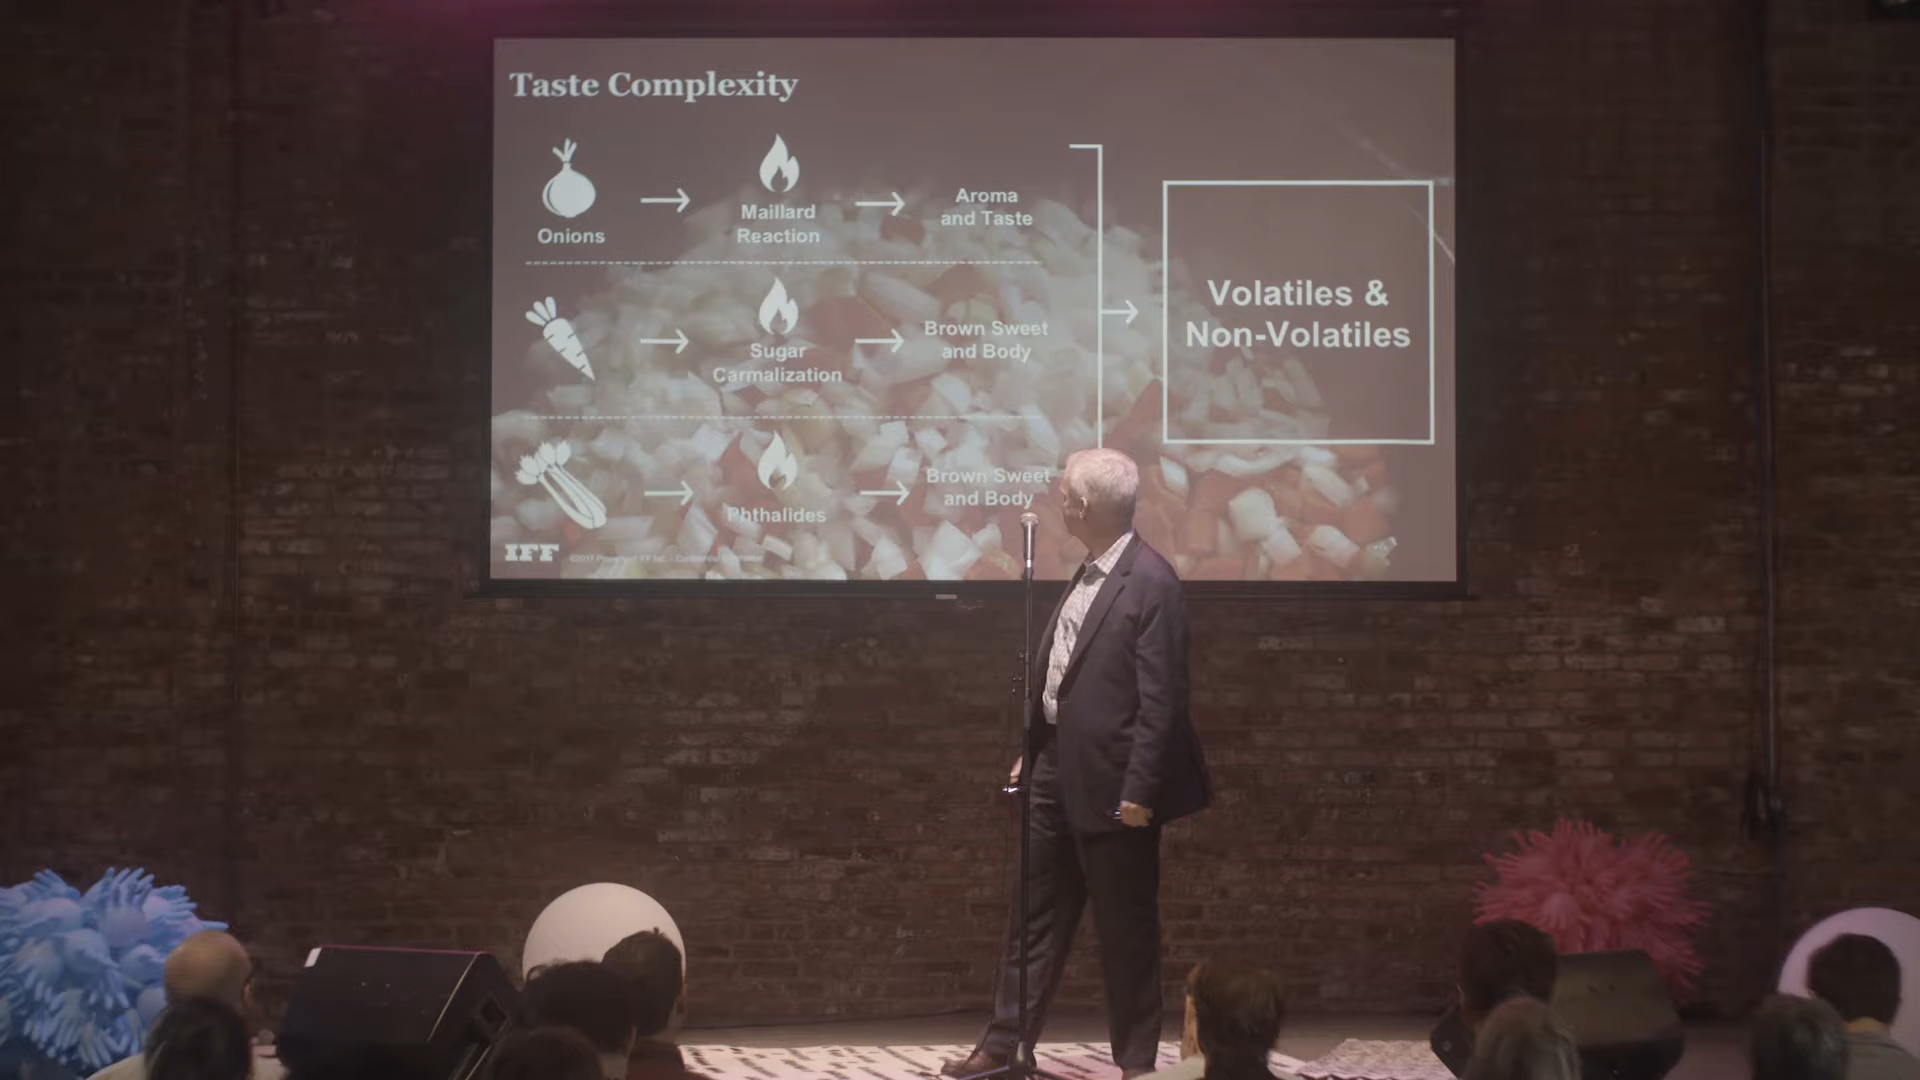 Taste Complexity
Onions
Maillard
Reaction
Aroma
and Taste
Sugar
Carmalization
Brown Sweet
and Body
Phthalides
Brown Sweet
and Body
Volatiles &
Non-Volatiles
IFF